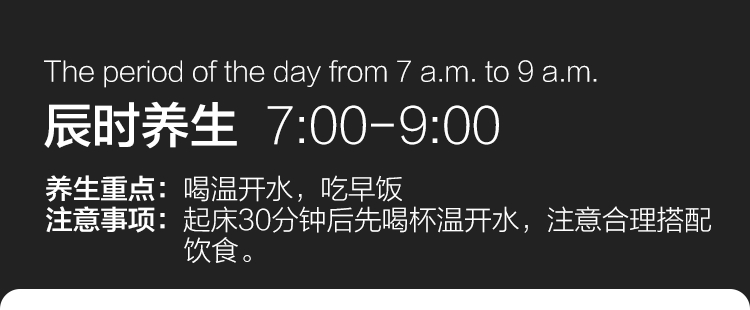 The period of the day from 7 a.m. to 9 a.m.
辰时养生 7:00-9:00
养生重点：喝温开水，吃早饭
注意事项：起床30分钟后先喝杯温开水，注意合理搭配
饮食。